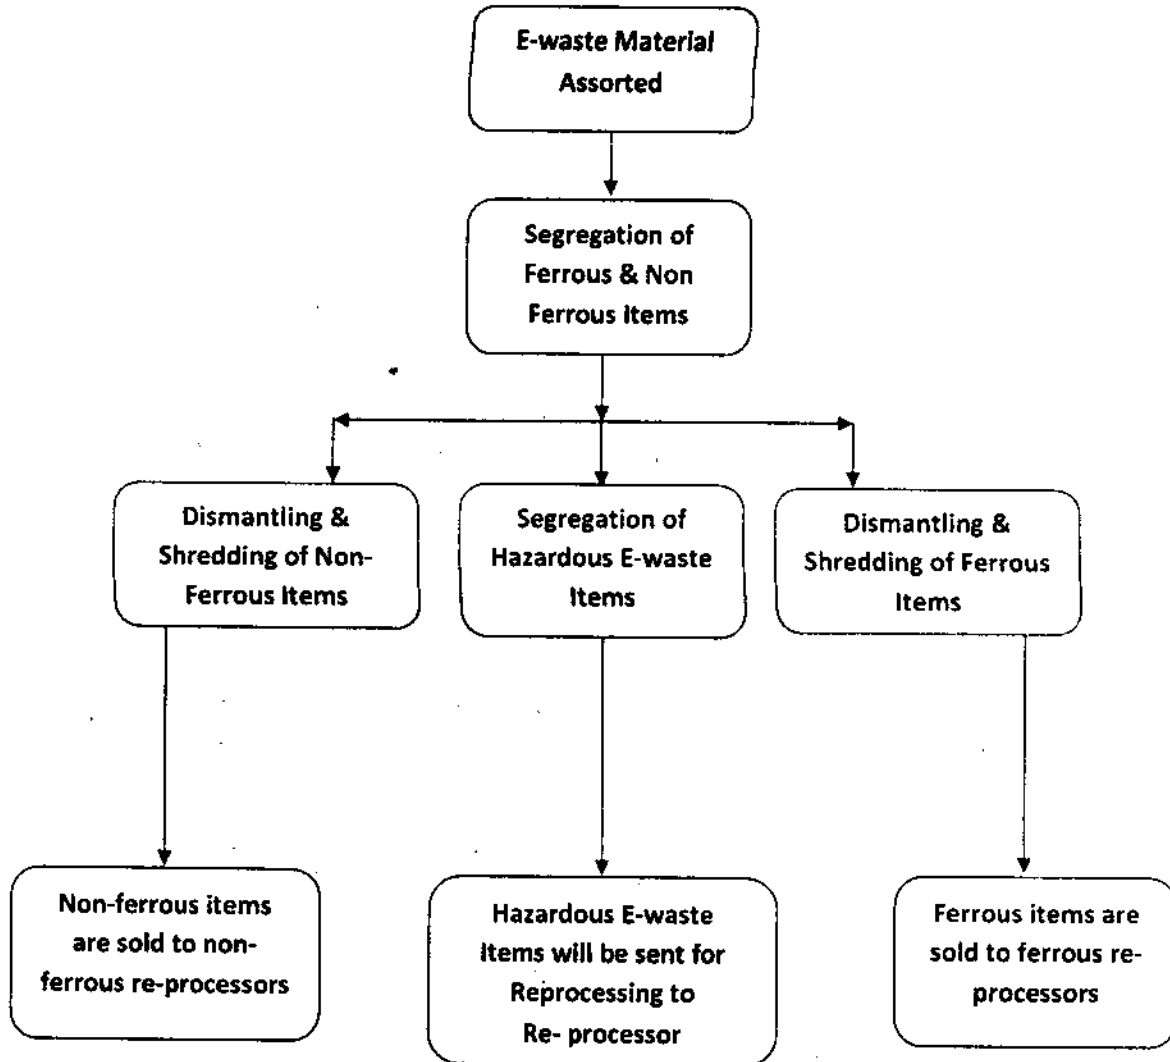 E-waste Material
Assorted
Segregation of
Ferrous & Non
Ferrous Items
Dismantling &
Shredding of Non-
Ferrous Items
Segregation of
Hazardous E-waste
Items
Dismantling &
Shredding of Ferrous
Items
Non-ferrous items
are sold to non-
ferrous re-processors
Hazardous E-waste
Items will be sent for
Reprocessing to
Re- processor
Ferrous items are
sold to ferrous re-
processors